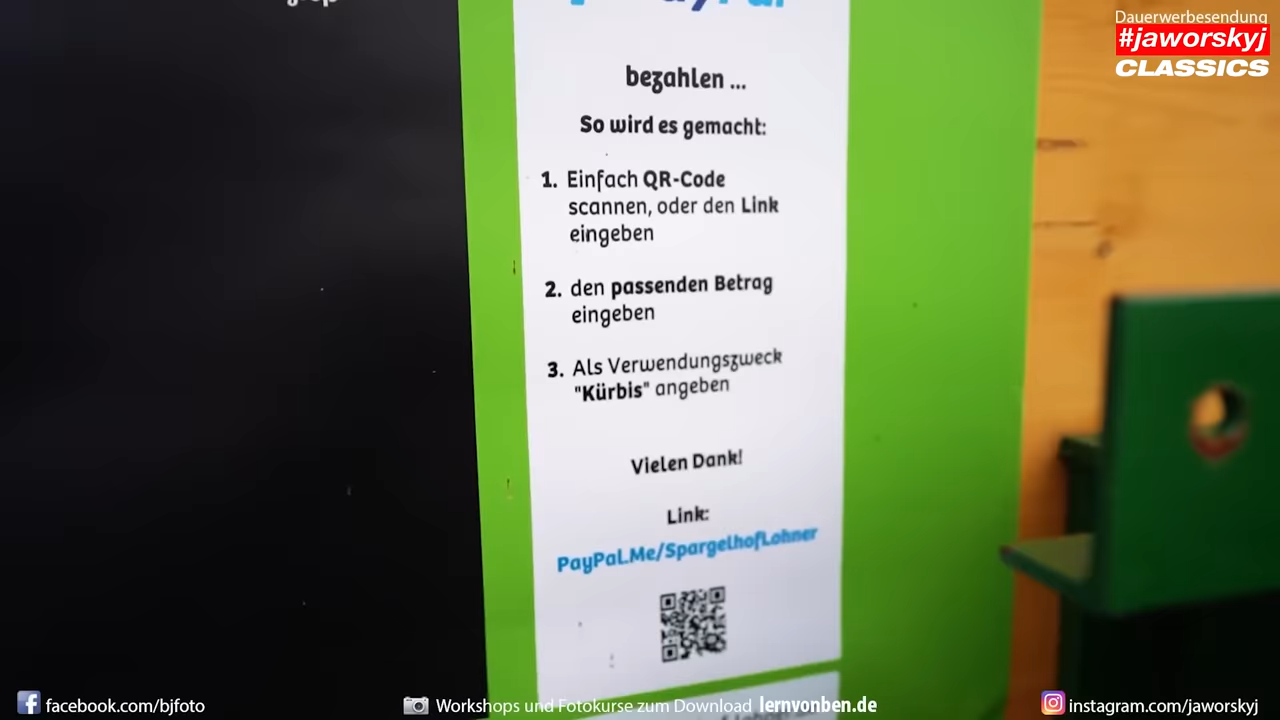 Dauerwerbesendung
#jaworskyj
CLASSICS
PayPal
bezahlen ...
So wird es gemacht:
1. Einfach QR-Code
scannen, oder den Link
eingeben
2. den passenden Betrag
eingeben
3. Als Verwendungszweck
"Kürbis" angeben
Vielen Dank!
Link:
PayPal.Me/SpargelhofLohner
facebook.com/bjfoto
Workshops und Fotokurse zum Download lernvonben.de
instagram.com/jaworskyj